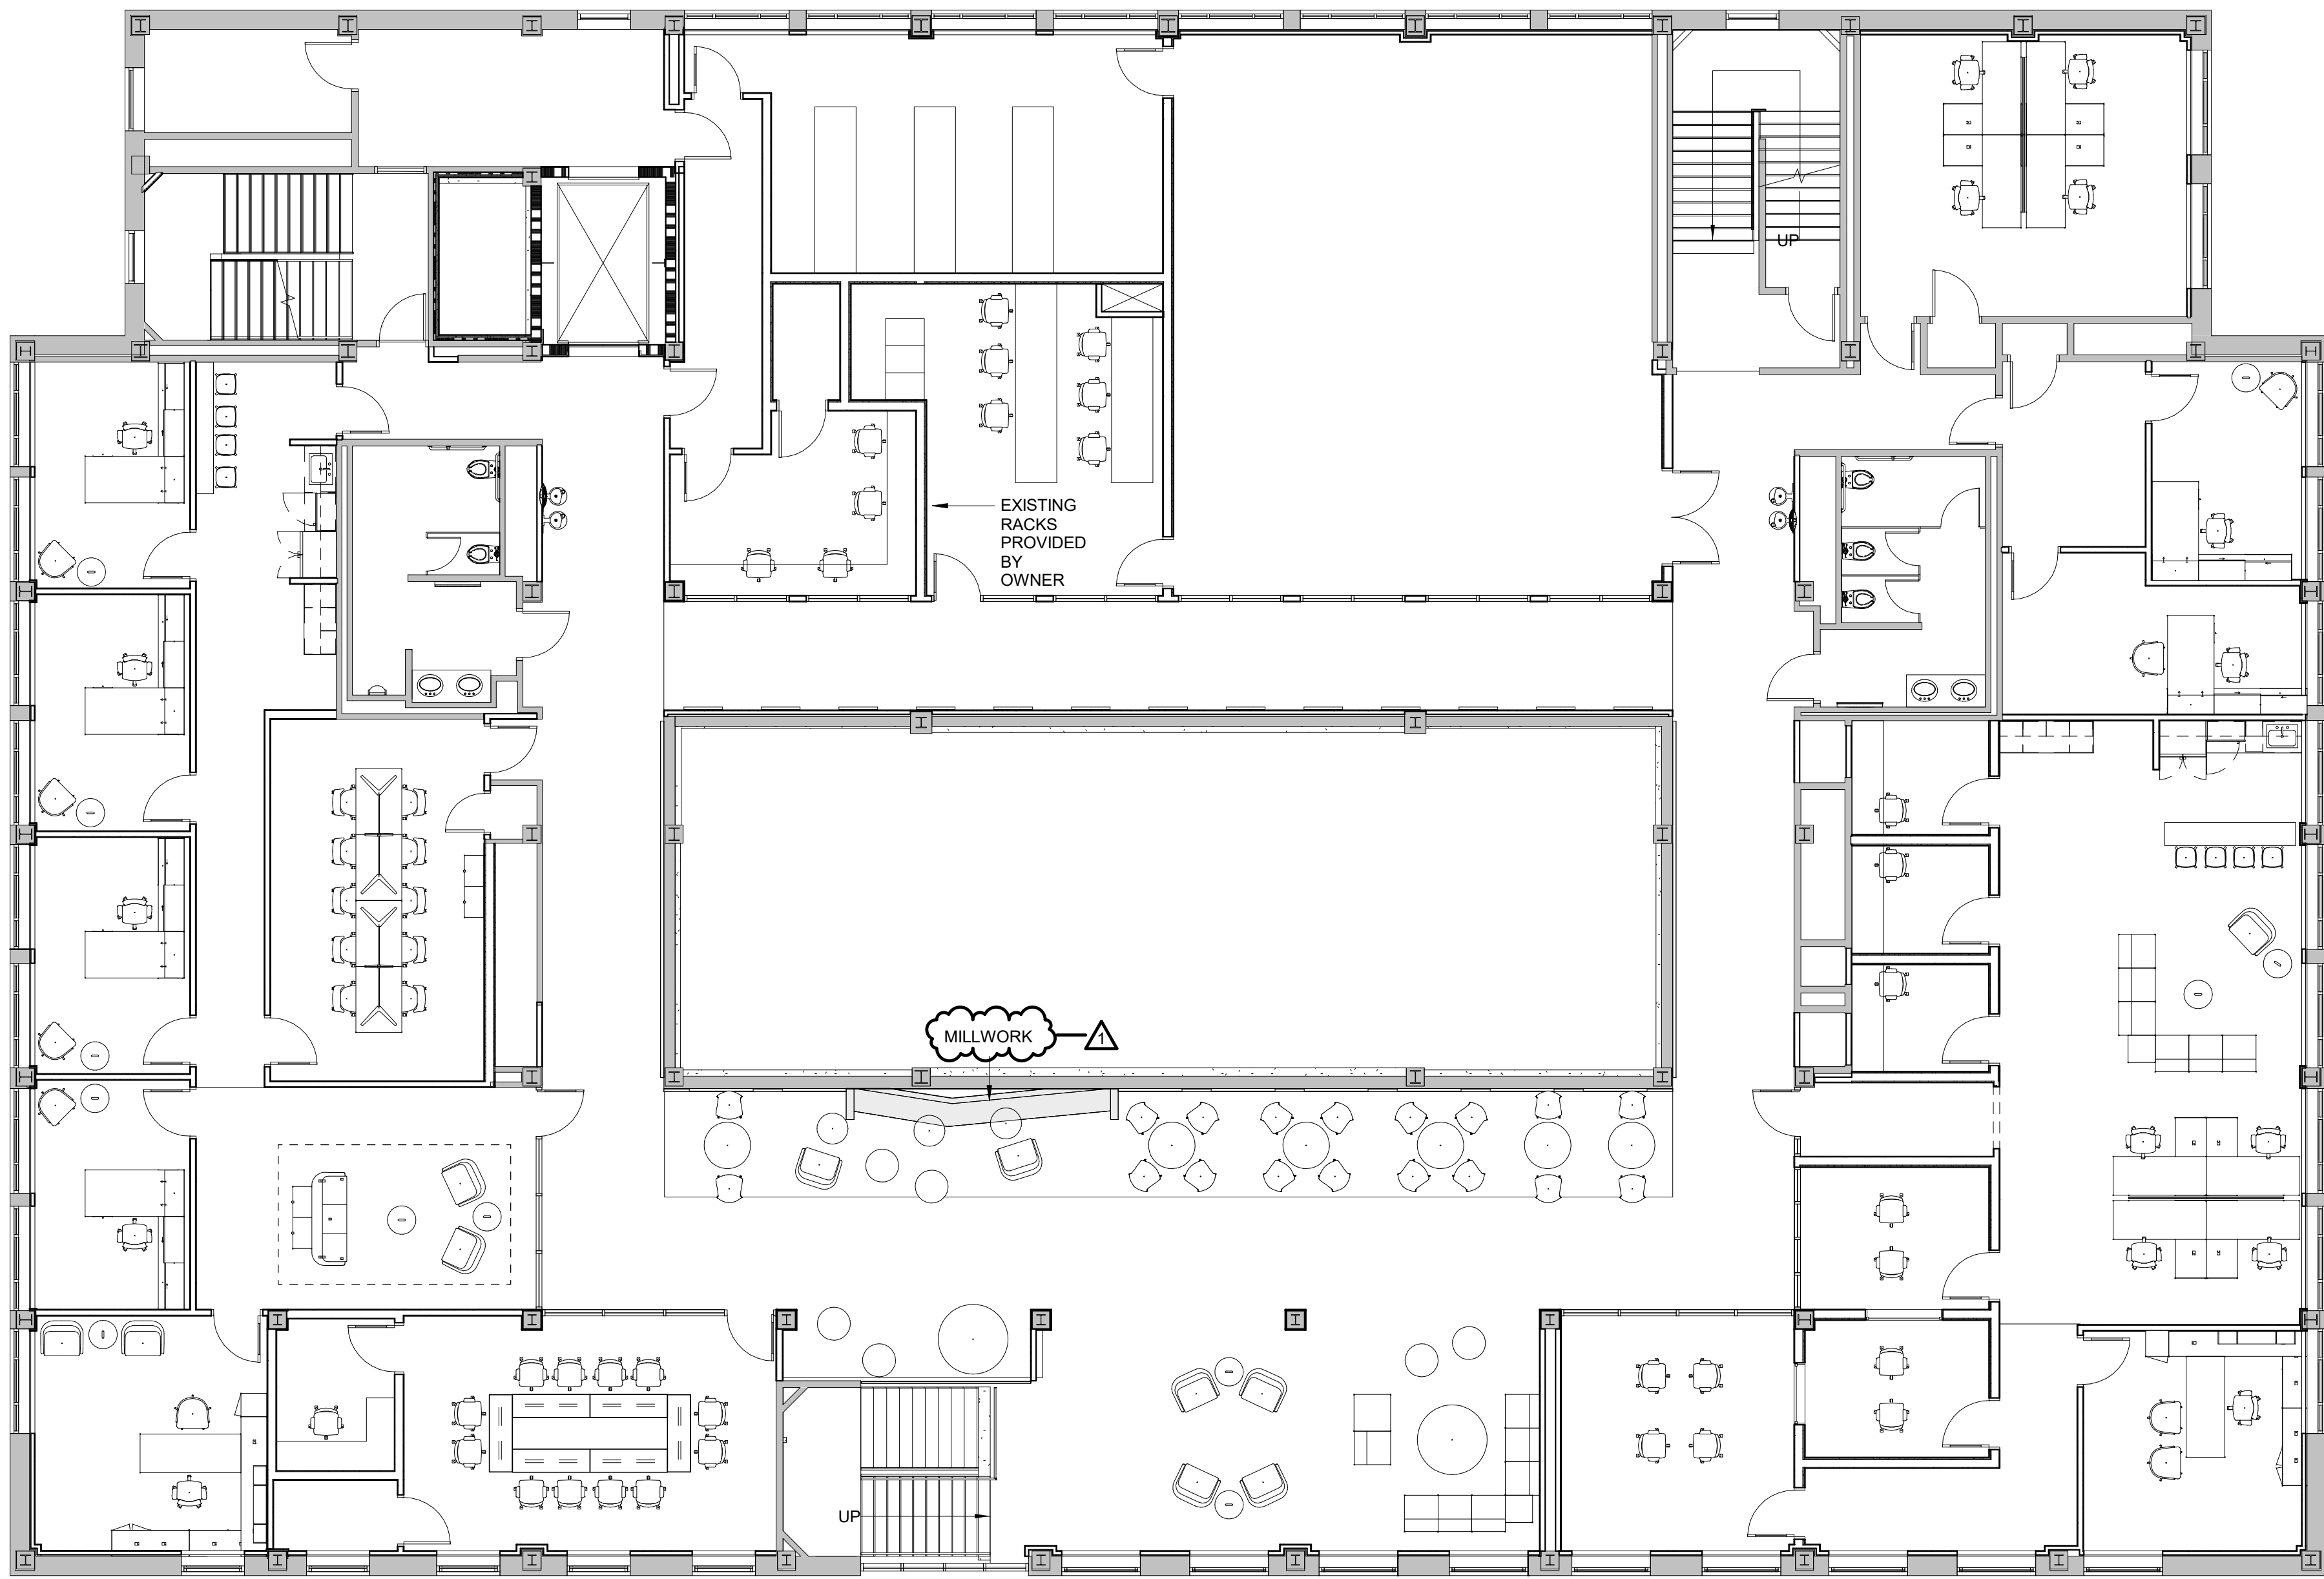 UP
EXISTING
RACKS
PROVIDED
BY
OWNER
MILLWORK
1
UP